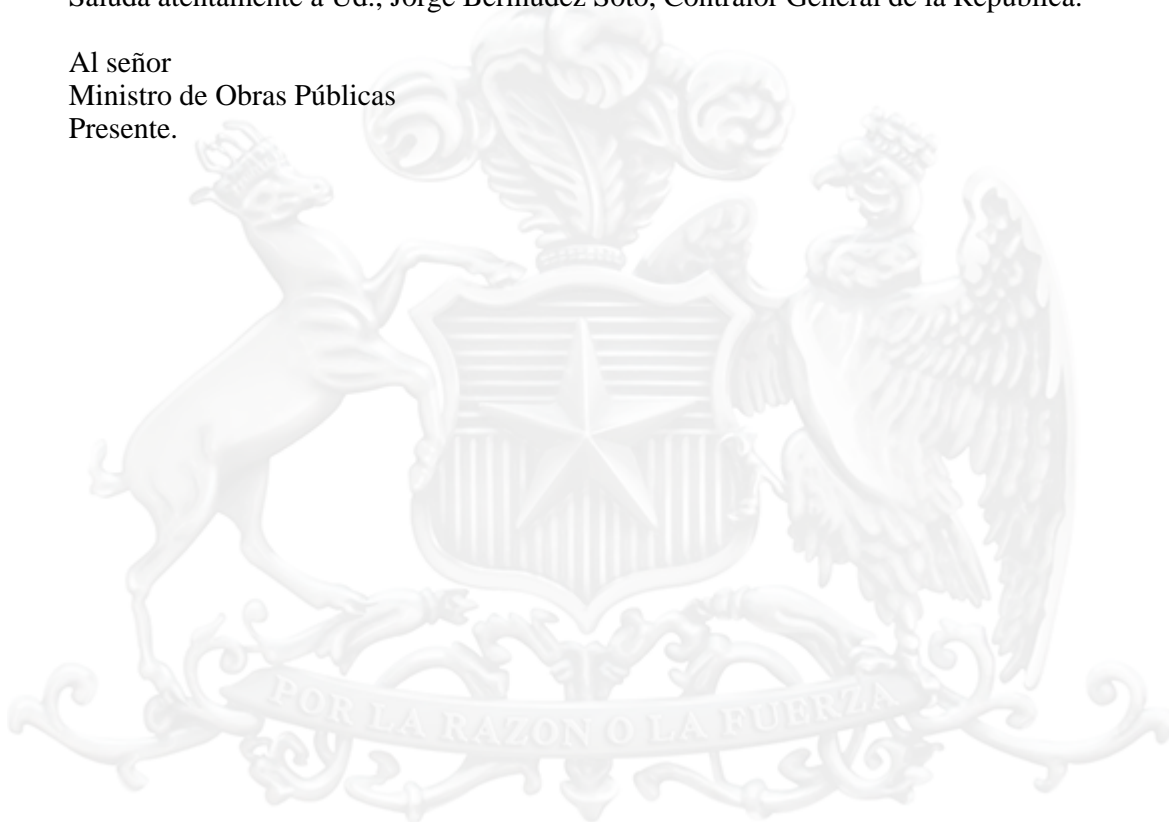 Saluda atentamente a Ud., Jorge Bermúdez Soto, Contralor General de la República.
Al señor
Ministro de Obras Públicas
Presente.
POR LA RAZON O LA FUERZA